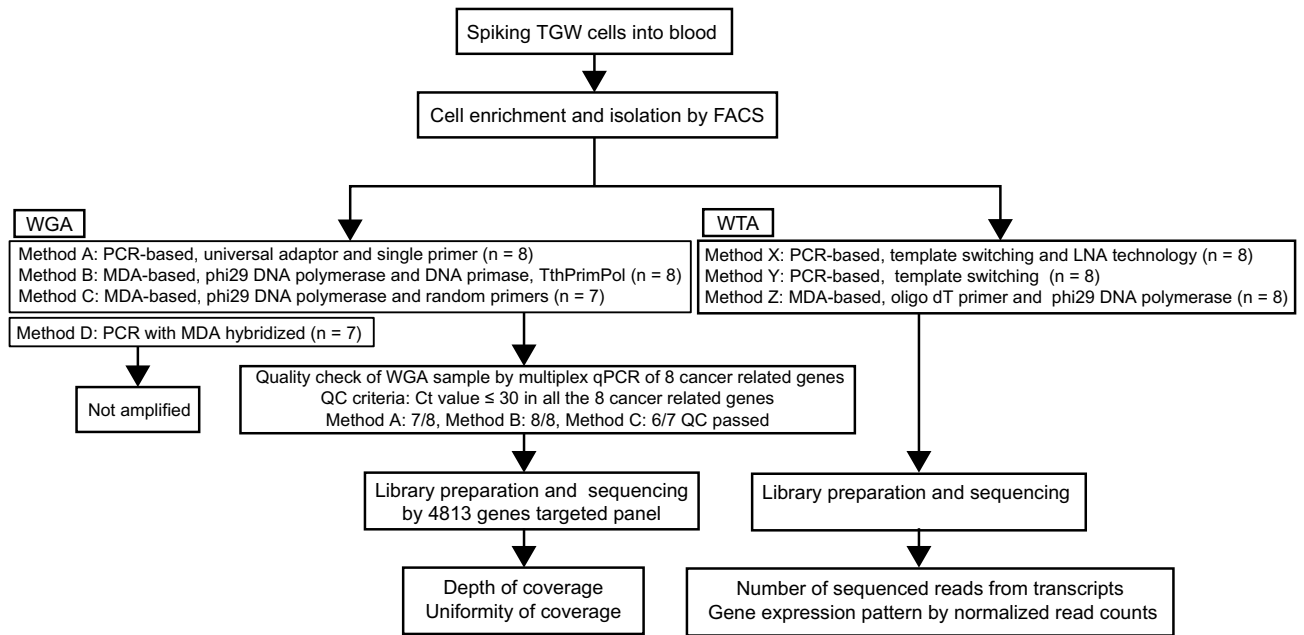 Spiking TGW cells into blood
Cell enrichment and isolation by FACS
WGA
Method A: PCR-based, universal adaptor and single primer (n = 8)
Method B: MDA-based, phi29 DNA polymerase and DNA primase, TthPrimPol (n = 8)
Method C: MDA-based, phi29 DNA polymerase and random primers (n = 7)
Method D: PCR with MDA hybridized (n = 7)
Not amplified
Quality check of WGA sample by multiplex qPCR of 8 cancer related genes
QC criteria: Ct value ≤ 30 in all the 8 cancer related genes
Method A: 7/8, Method B: 8/8, Method C: 6/7 QC passed
Library preparation and sequencing
by 4813 genes targeted panel
Depth of coverage
Uniformity of coverage
WTA
Method X: PCR-based, template switching and LNA technology (n = 8)
Method Y: PCR-based, template switching (n = 8)
Method Z: MDA-based, oligo dT primer and phi29 DNA polymerase (n = 8)
Library preparation and sequencing
Number of sequenced reads from transcripts
Gene expression pattern by normalized read counts